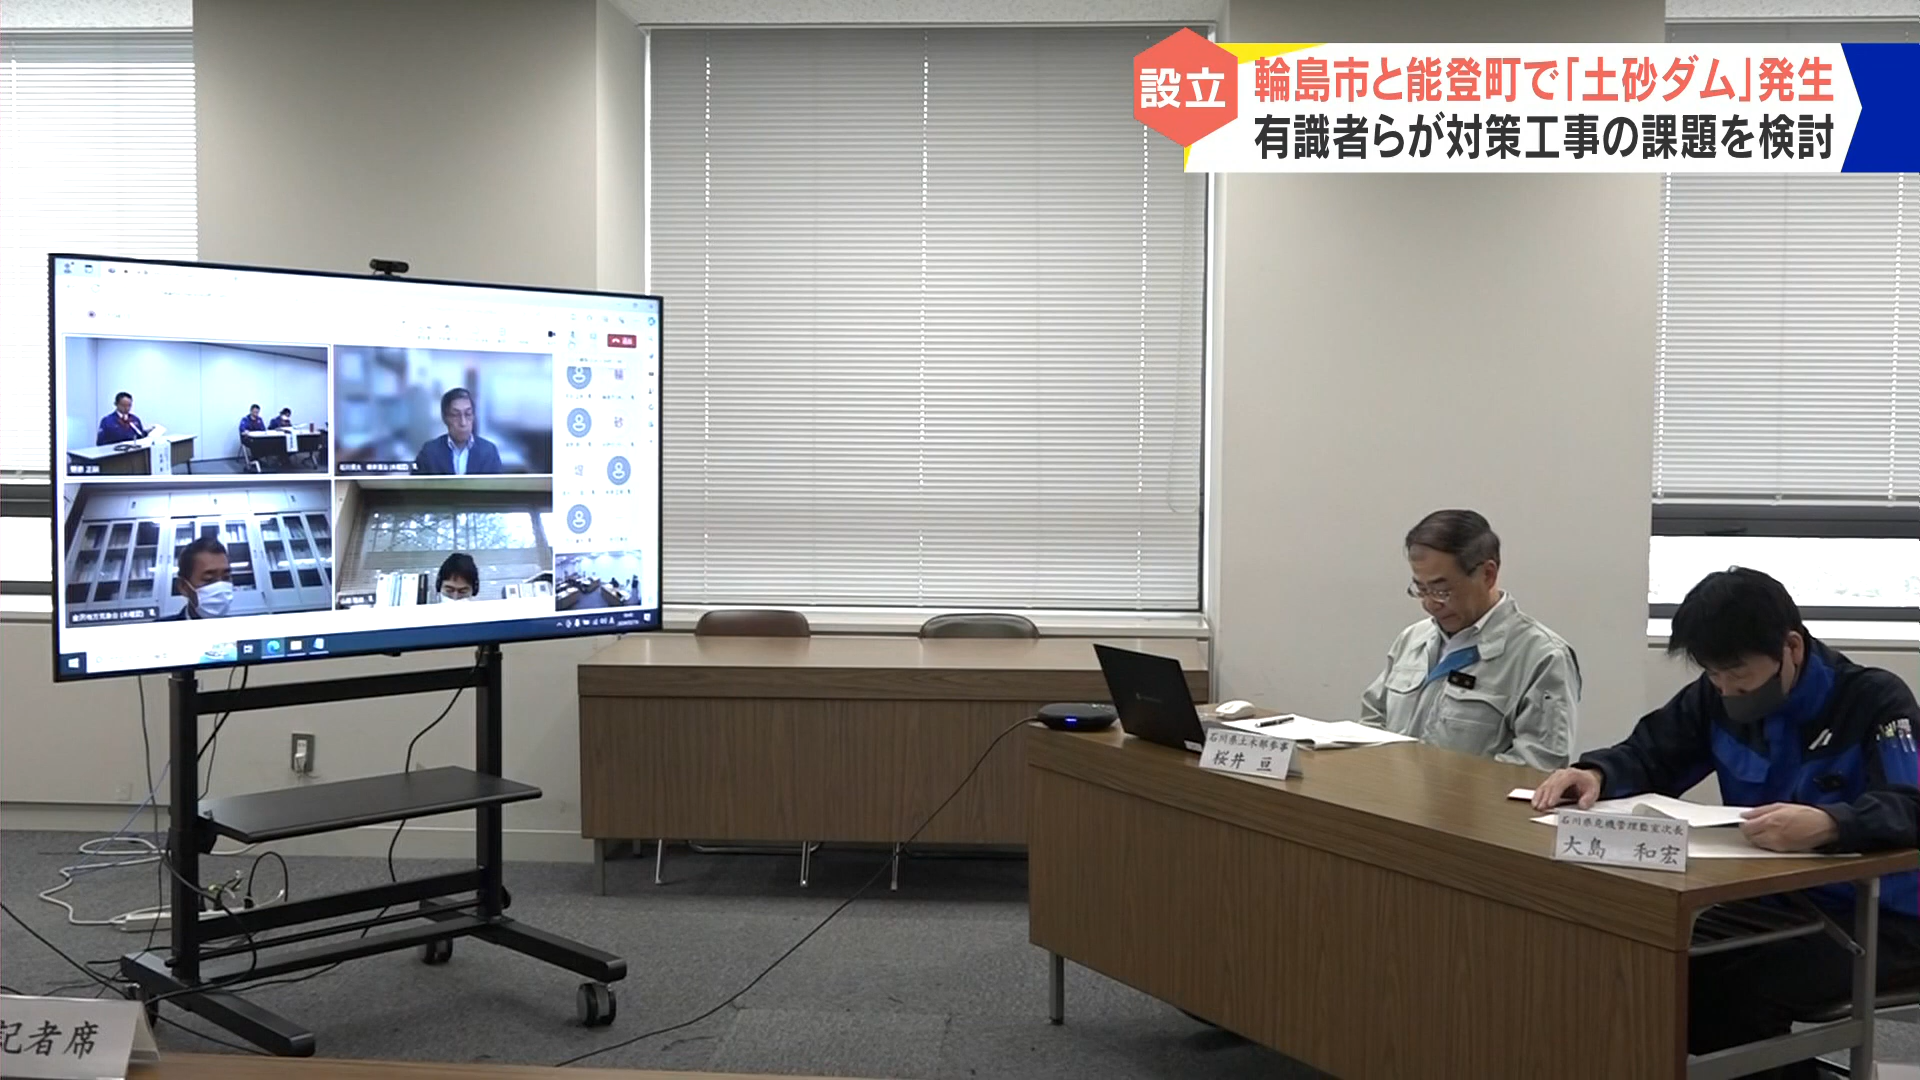 設立
輪島市と能登町で「土砂ダム」発生
有識者らが対策工事の課題を検討
砂
石川県土木部参事
桜井 亘
石川県危機管理監室次長
大島 和宏
記者席